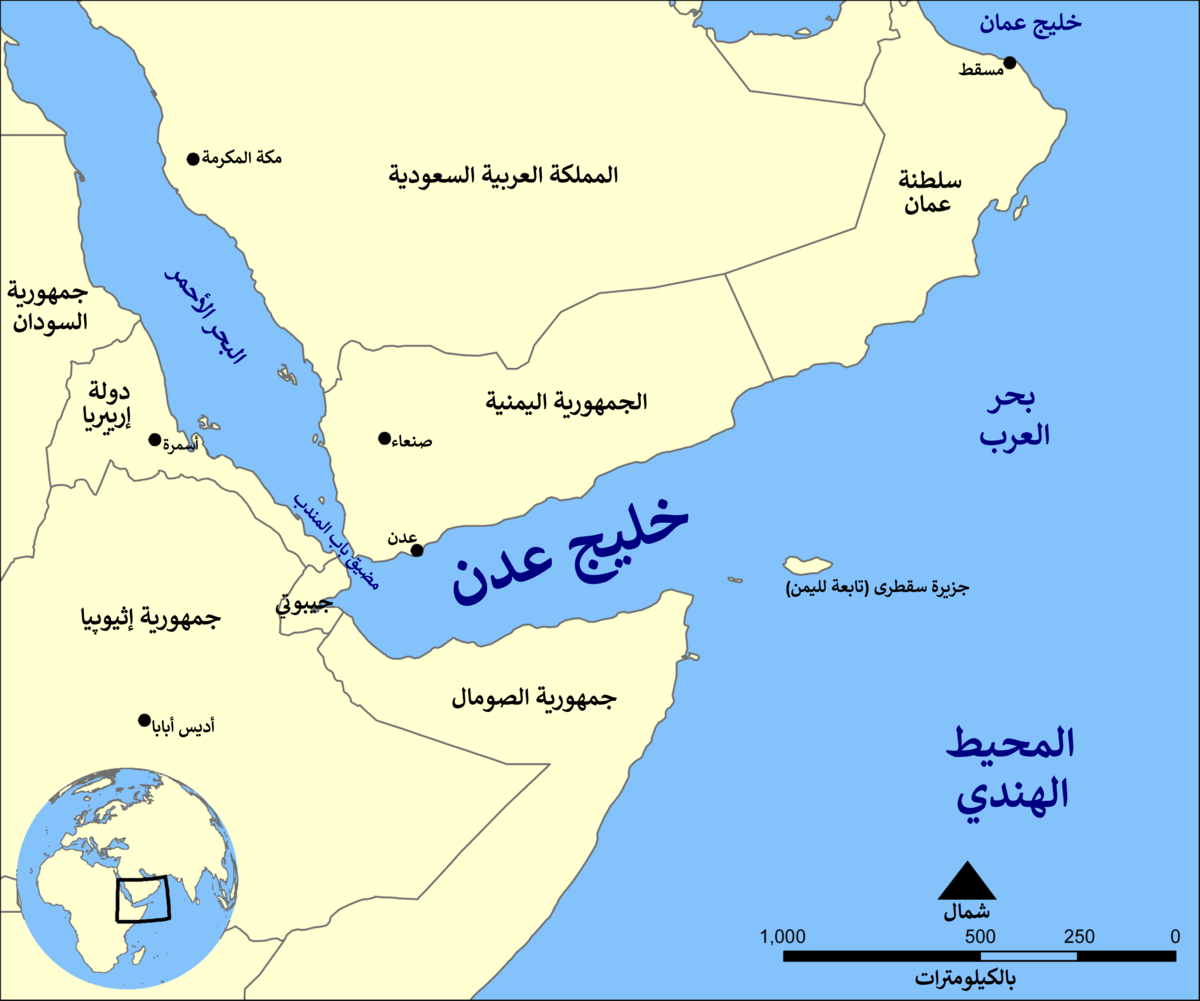 خليج عمان
مسقط
مكة المكرمة
المملكة العربية السعودية
سلطنة
عمان
البحر الأحمر
جمهورية
السودان
دولة
إريتريا
أسمرة
الجمهورية اليمنية
صنعاء
بحر
العرب
مضيق باب المندب
عدن
خليج عدن
جزيرة سقطرى (تابعة لليمن)
جيبوتي
جمهورية إثيوبيا
جمهورية الصومال
أديس أبابا
المحيط
الهندي
شمال
1,000 500 250 0
بالكيلومترات